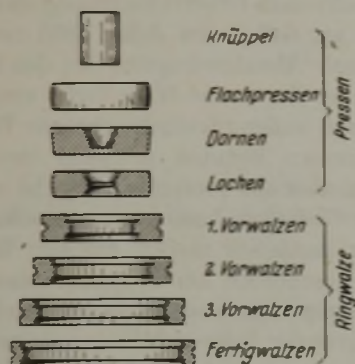 Knüppel
Flachpressen
Dornen
Lochen
Pressen
1. Vorwalzen
2. Vorwalzen
3. Vorwalzen
Fertigwalzen
Ringwalze